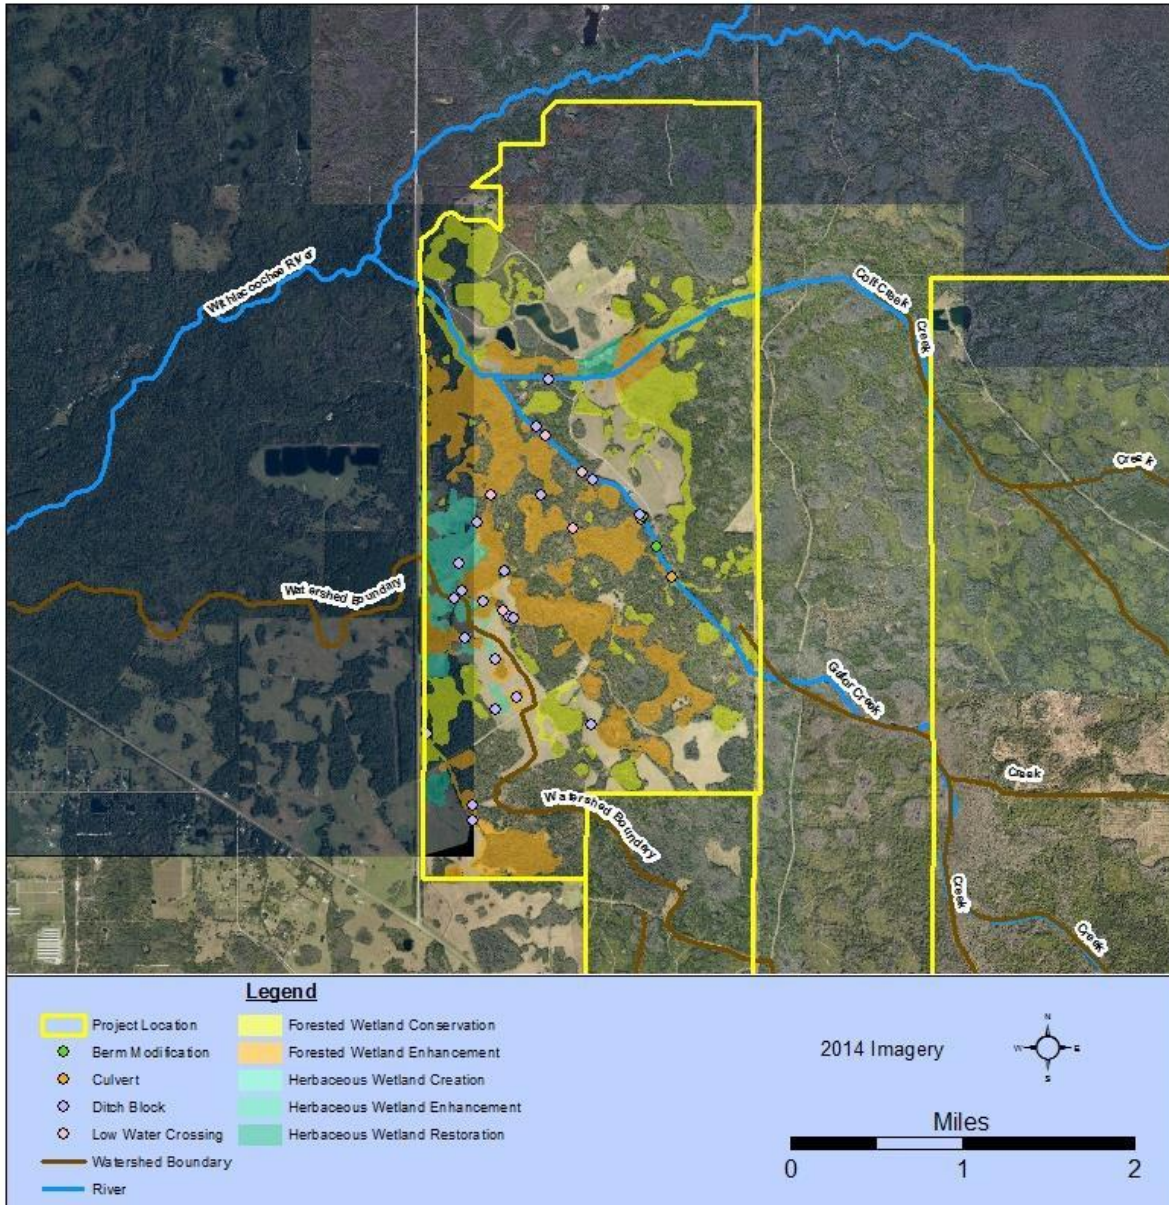 Withlacoochee River
Colt Creek
Creek
Creek
Watershed Boundary
Gator Creek
Creek
Watershed Boundary
Creek
Creek
Legend
Project Location
Berm Modification
Culvert
Ditch Block
Low Water Crossing
Watershed Boundary
River
Forested Wetland Conservation
Forested Wetland Enhancement
Herbaceous Wetland Creation
Herbaceous Wetland Enhancement
Herbaceous Wetland Restoration
2014 Imagery
N
W
E
S
Miles
0 1 2